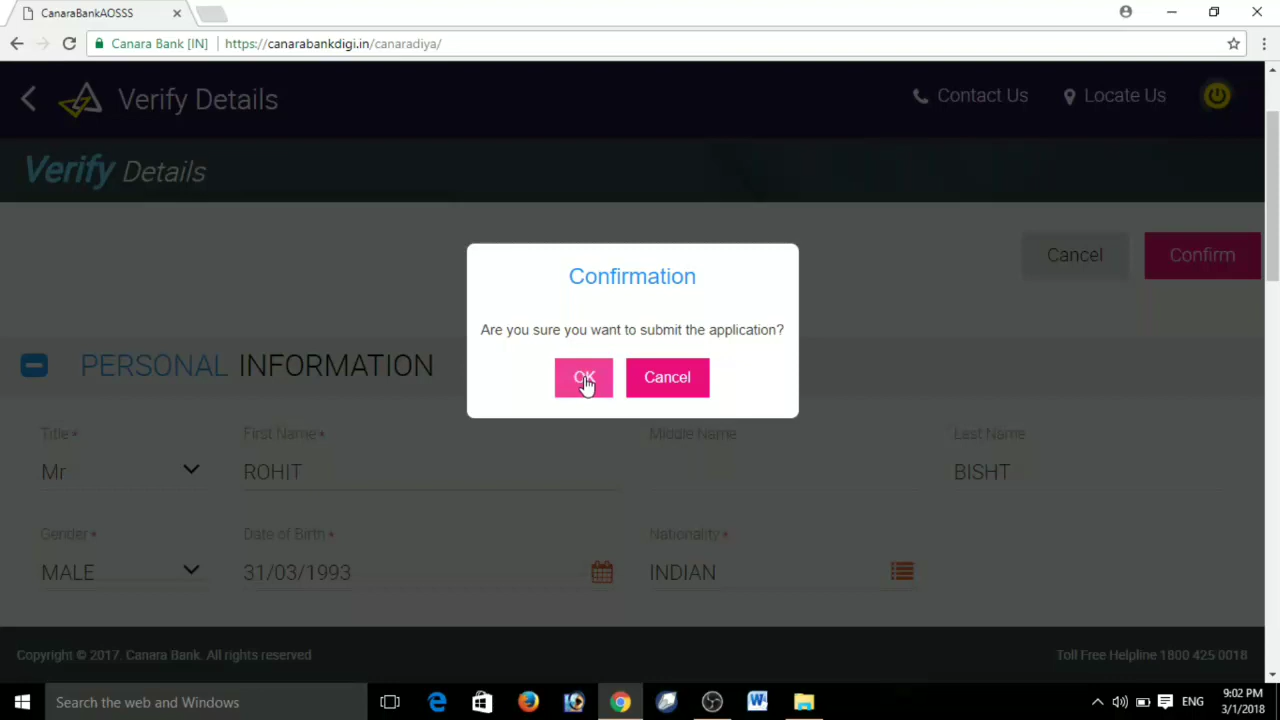 CanaraBankAOSSS
Canara Bank [IN] https://canarabankdigi.in/canaradiya/
Verify Details
Contact Us
Locate Us
Verify Details
Cancel
Confirm
Confirmation
Are you sure you want to submit the application?
OK
Cancel
PERSONAL INFORMATION
Title* First Name* Middle Name Last Name
Mr ROHIT BISHT
Gender* Date of Birth* Nationality*
MALE 31/03/1993 INDIAN
Copyright © 2017. Canara Bank. All rights reserved
Toll Free Helpline 1800 425 0018
Search the web and Windows
ENG
9:02 PM
3/1/2018